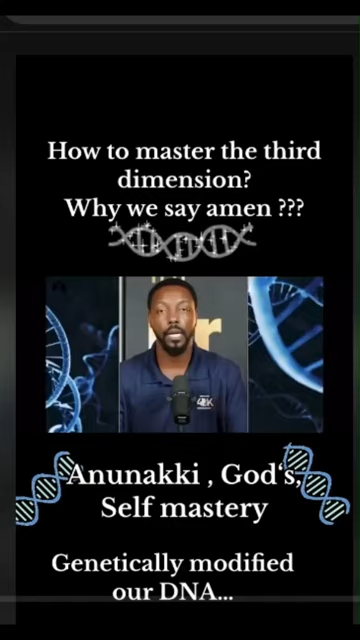 How to master the third
dimension?
Why we say amen ???
Anunakki , God's,
Self mastery
Genetically modified
our DNA...